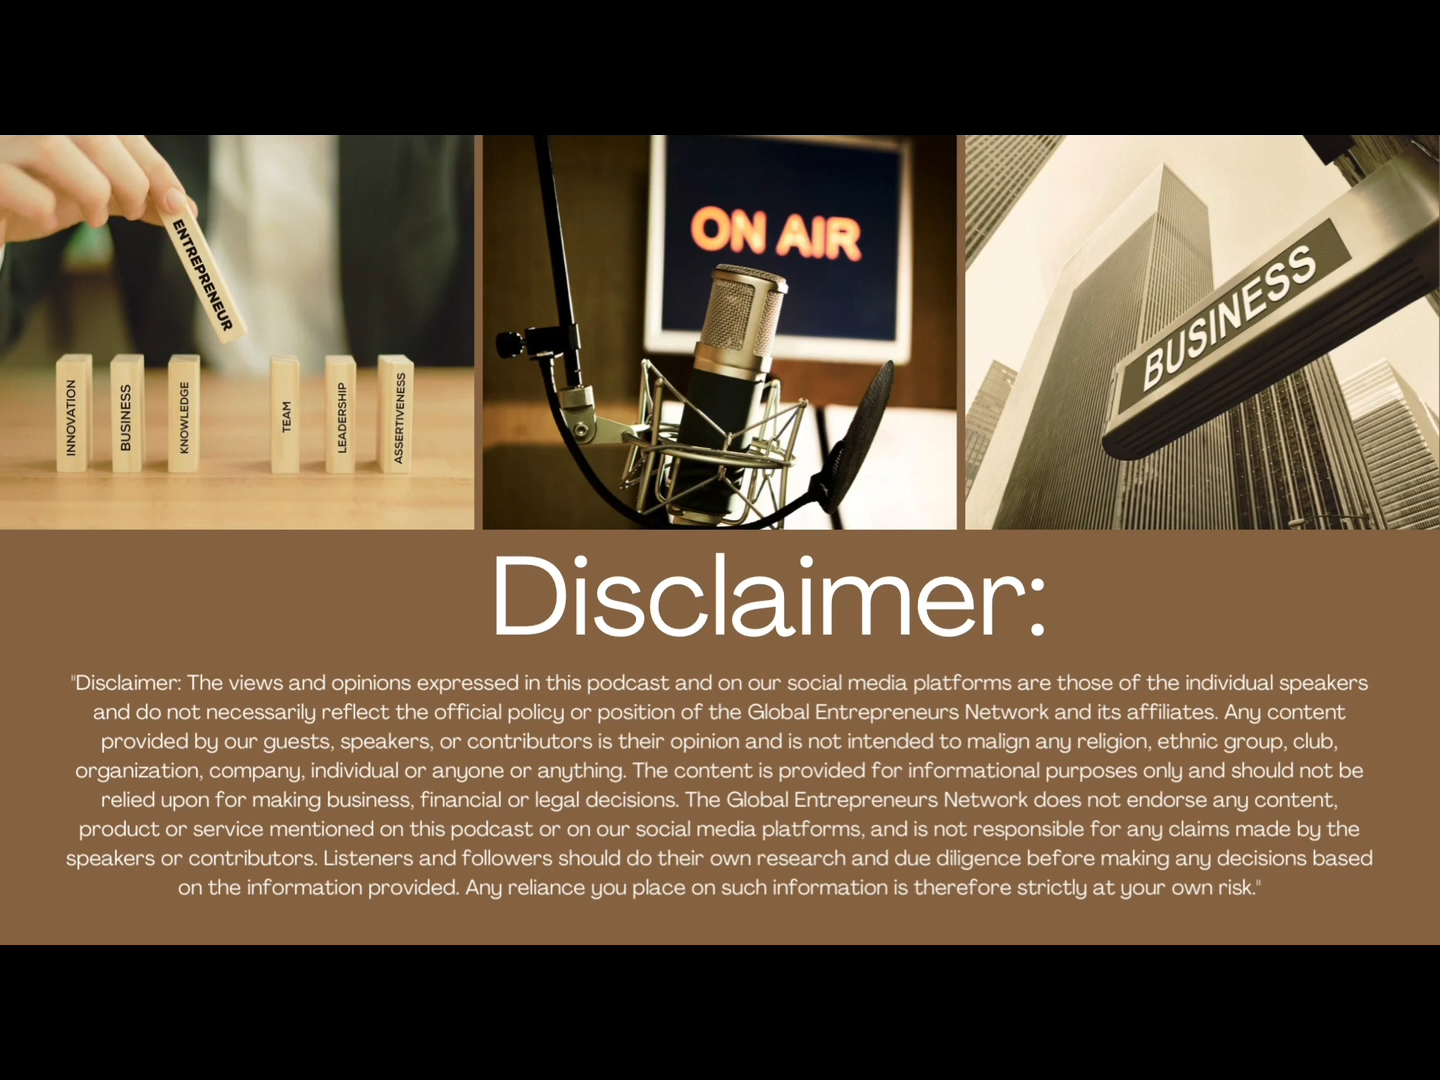 ENTREPRENEUR
INNOVATION
BUSINESS
KNOWLEDGE
TEAM
LEADERSHIP
ASSERTIVENESS
ON AIR
BUSINESS
Disclaimer:
"Disclaimer: The views and opinions expressed in this podcast and on our social media platforms are those of the individual speakers
and do not necessarily reflect the official policy or position of the Global Entrepreneurs Network and its affiliates. Any content
provided by our guests, speakers, or contributors is their opinion and is not intended to malign any religion, ethnic group, club,
organization, company, individual or anyone or anything. The content is provided for informational purposes only and should not be
relied upon for making business, financial or legal decisions. The Global Entrepreneurs Network does not endorse any content,
product or service mentioned on this podcast or on our social media platforms, and is not responsible for any claims made by the
speakers or contributors. Listeners and followers should do their own research and due diligence before making any decisions based
on the information provided. Any reliance you place on such information is therefore strictly at your own risk."